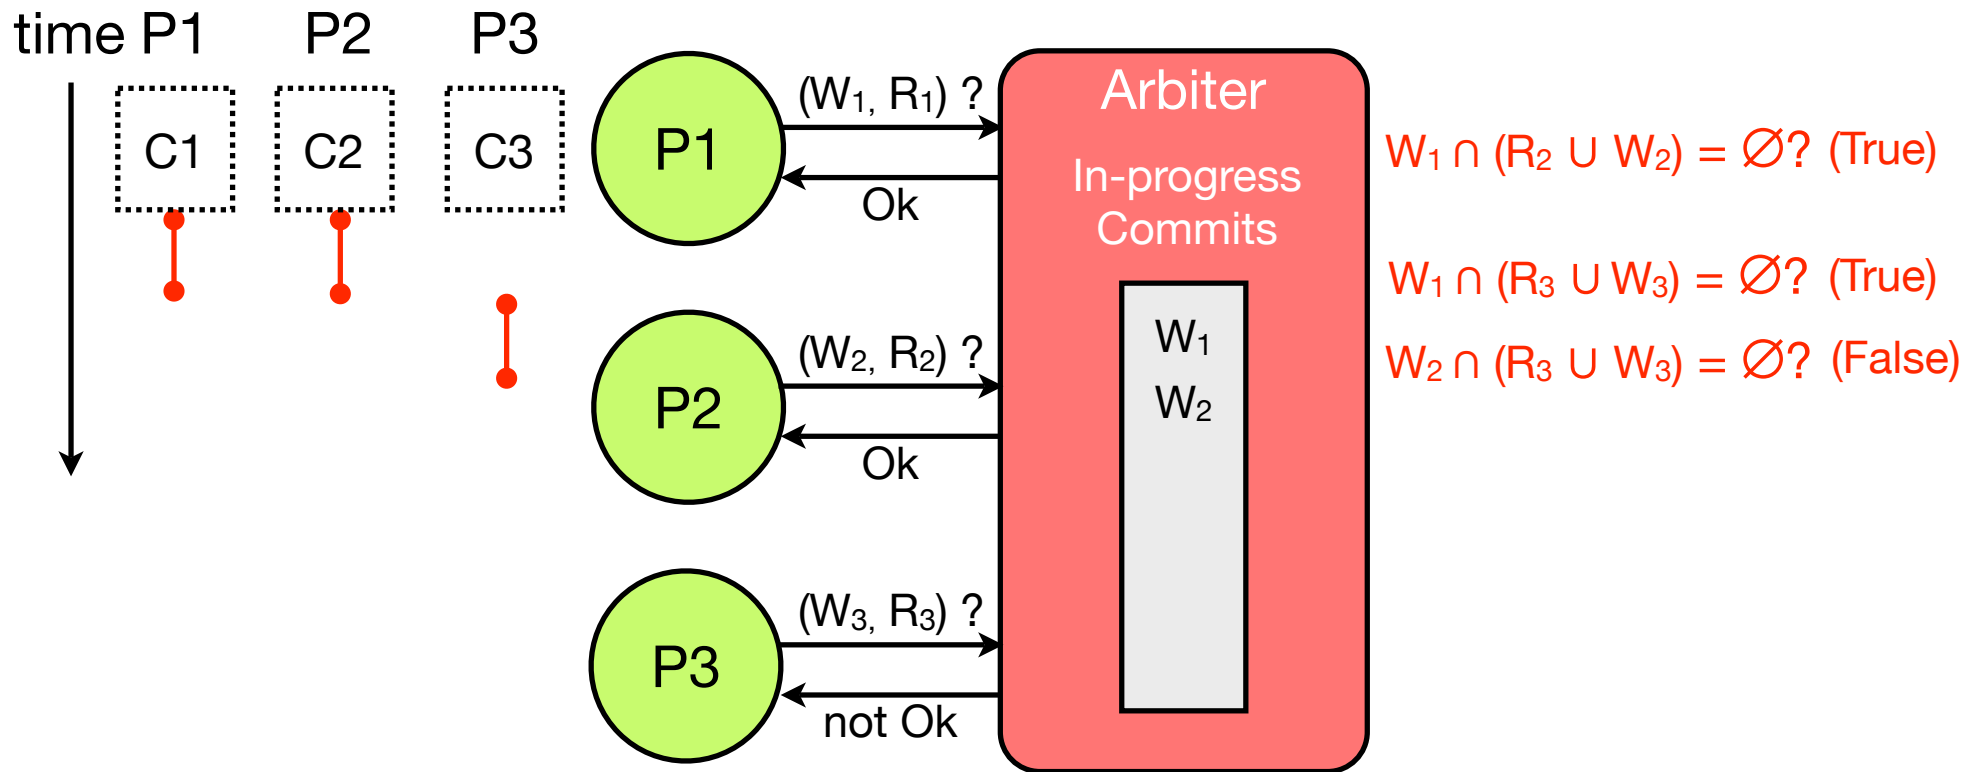 time P1 P2 P3
C1 C2 C3
P1
(W₁, R₁) ?
Ok
P2
(W₂, R₂) ?
Ok
P3
(W₃, R₃) ?
not Ok
Arbiter
In-progress
Commits
W₁
W₂
W₁ ∩ (R₂ ∪ W₂) = ∅? (True)
W₁ ∩ (R₃ ∪ W₃) = ∅? (True)
W₂ ∩ (R₃ ∪ W₃) = ∅? (False)